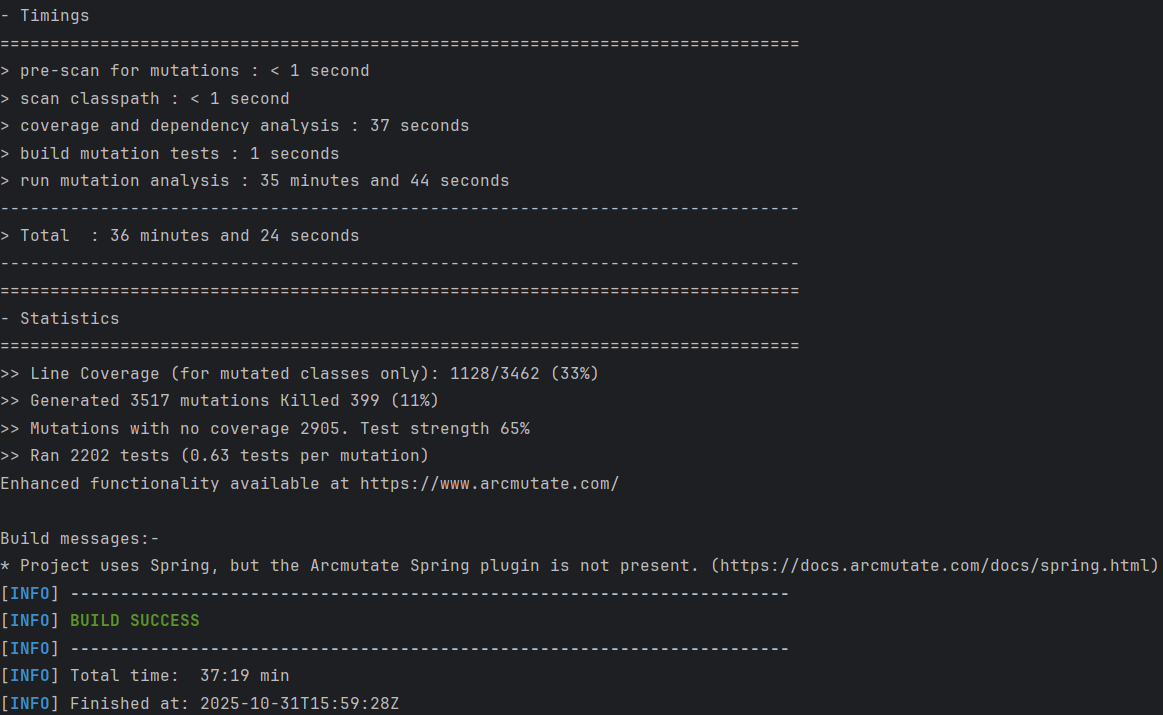 - Timings
================================================================================
> pre-scan for mutations : < 1 second
> scan classpath : < 1 second
> coverage and dependency analysis : 37 seconds
> build mutation tests : 1 seconds
> run mutation analysis : 35 minutes and 44 seconds
--------------------------------------------------------------------------------
> Total  : 36 minutes and 24 seconds
--------------------------------------------------------------------------------
================================================================================
- Statistics
================================================================================
>> Line Coverage (for mutated classes only): 1128/3462 (33%)
>> Generated 3517 mutations Killed 399 (11%)
>> Mutations with no coverage 2905. Test strength 65%
>> Ran 2202 tests (0.63 tests per mutation)
Enhanced functionality available at https://www.arcmutate.com/

Build messages:-
* Project uses Spring, but the Arcmutate Spring plugin is not present. (https://docs.arcmutate.com/docs/spring.html)
[INFO] ------------------------------------------------------------------------
[INFO] BUILD SUCCESS
[INFO] ------------------------------------------------------------------------
[INFO] Total time:  37:19 min
[INFO] Finished at: 2025-10-31T15:59:28Z